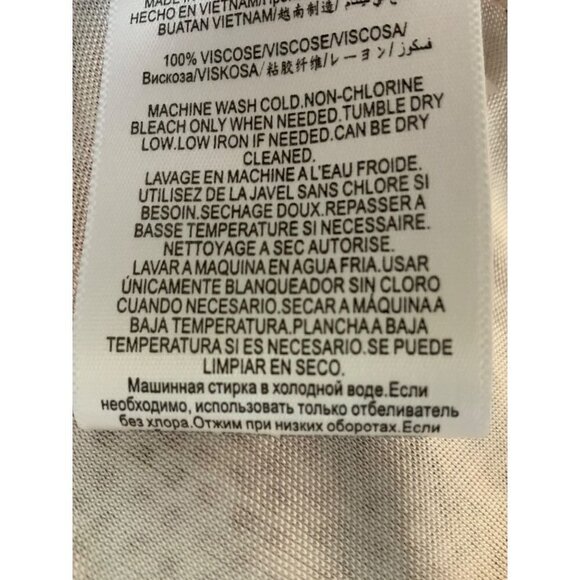 MADE IN
HECHO EN VIETNAM/
BUATAN VIETNAM/越南制造/
100% VISCOSE/VISCOSE/VISCOSA/
Вискоза/VISKOSA/粘胶纤维/レーヨン/فسكوز/
MACHINE WASH COLD.NON-CHLORINE
BLEACH ONLY WHEN NEEDED.TUMBLE DRY
LOW.LOW IRON IF NEEDED.CAN BE DRY
CLEANED.
LAVAGE EN MACHINE A L'EAU FROIDE.
UTILISEZ DE LA JAVEL SANS CHLORE SI
BESOIN.SECHAGE DOUX.REPASSER A
BASSE TEMPERATURE SI NECESSAIRE.
NETTOYAGE A SEC AUTORISE.
LAVAR A MAQUINA EN AGUA FRIA.USAR
ÚNICAMENTE BLANQUEADOR SIN CLORO
CUANDO NECESARIO.SECAR A MÁQUINA A
BAJA TEMPERATURA.PLANCHA A BAJA
TEMPERATURA SI ES NECESARIO.SE PUEDE
LIMPIAR EN SECO.
Машинная стирка в холодной воде.Если
необходимо, использовать только отбеливатель
без хлора.Отжим при низких оборотах.Если